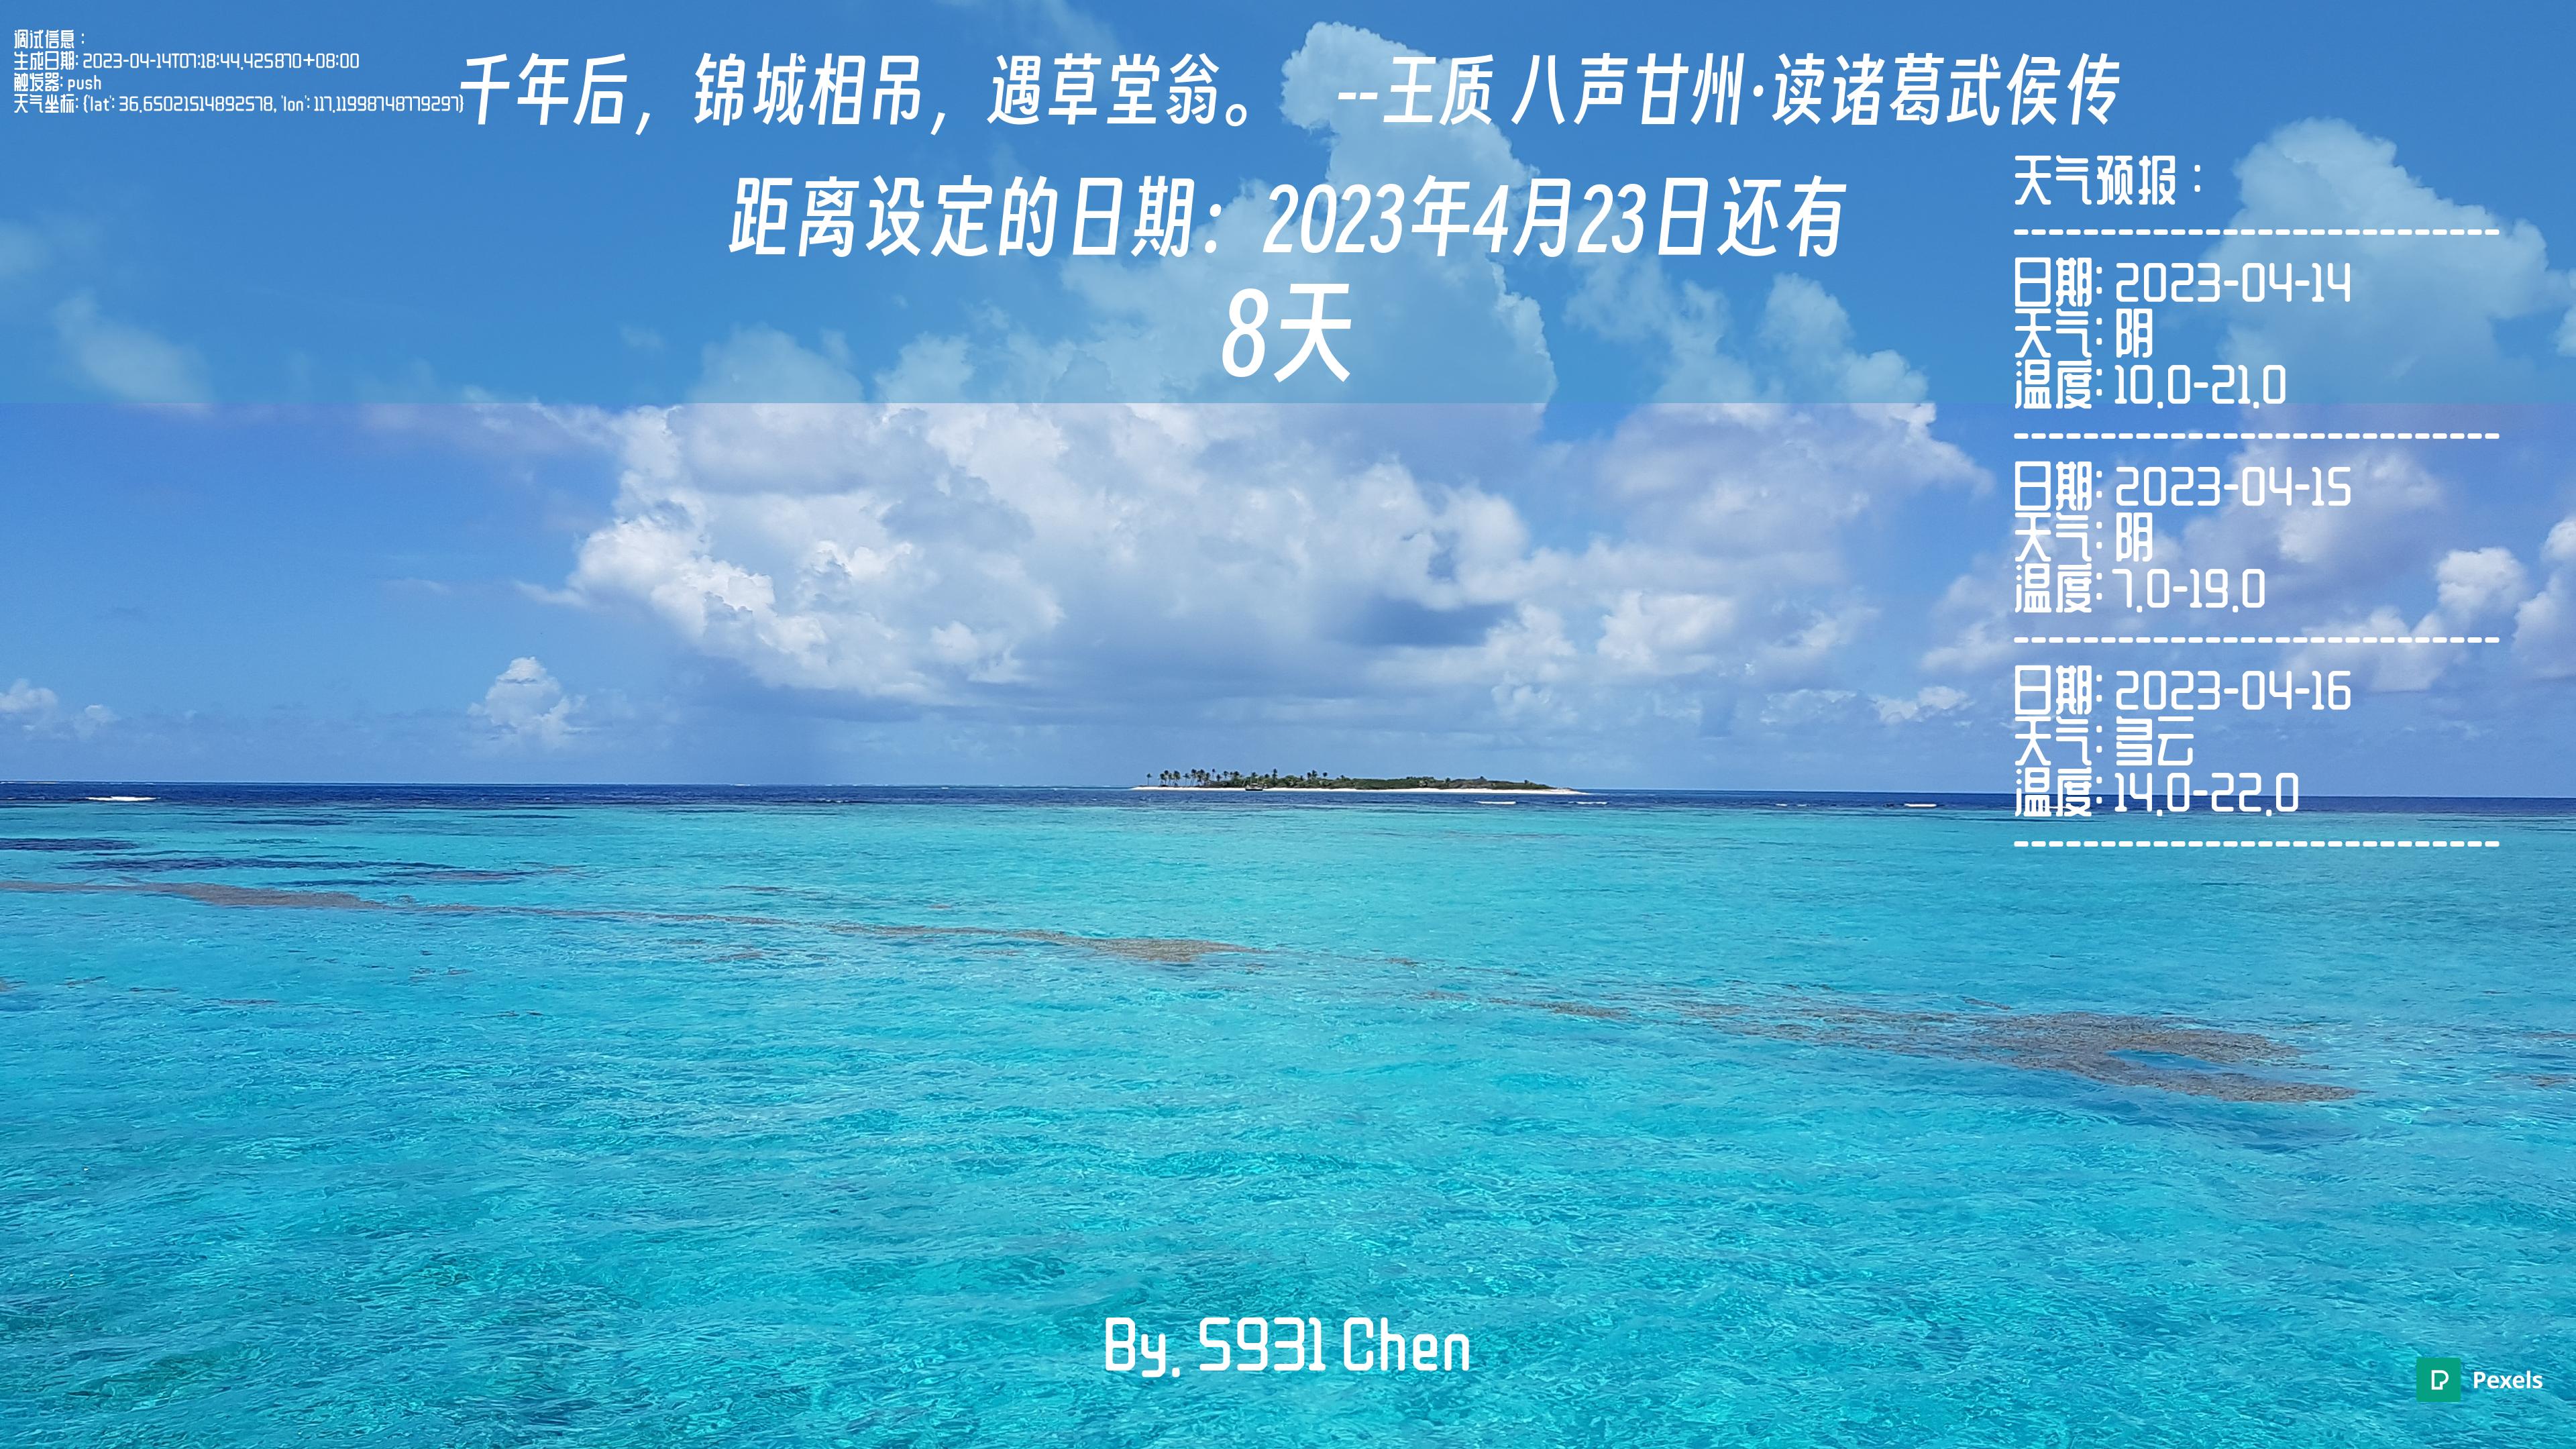 调试信息：
生成日期: 2023-04-14T07:18:44.425870+08:00
触发器: push
天气坐标: {'lat': 36.65021514892578, 'lon': 117.11998748779297}
千年后，锦城相吊，遇草堂翁。 --王质 八声甘州·读诸葛武侯传
距离设定的日期：2023年4月23日还有
8天
天气预报：
----------------------------
日期: 2023-04-14
天气: 阴
温度: 10.0-21.0
----------------------------
日期: 2023-04-15
天气: 阴
温度: 7.0-19.0
----------------------------
日期: 2023-04-16
天气: 多云
温度: 14.0-22.0
----------------------------
By. S931 Chen
Pexels